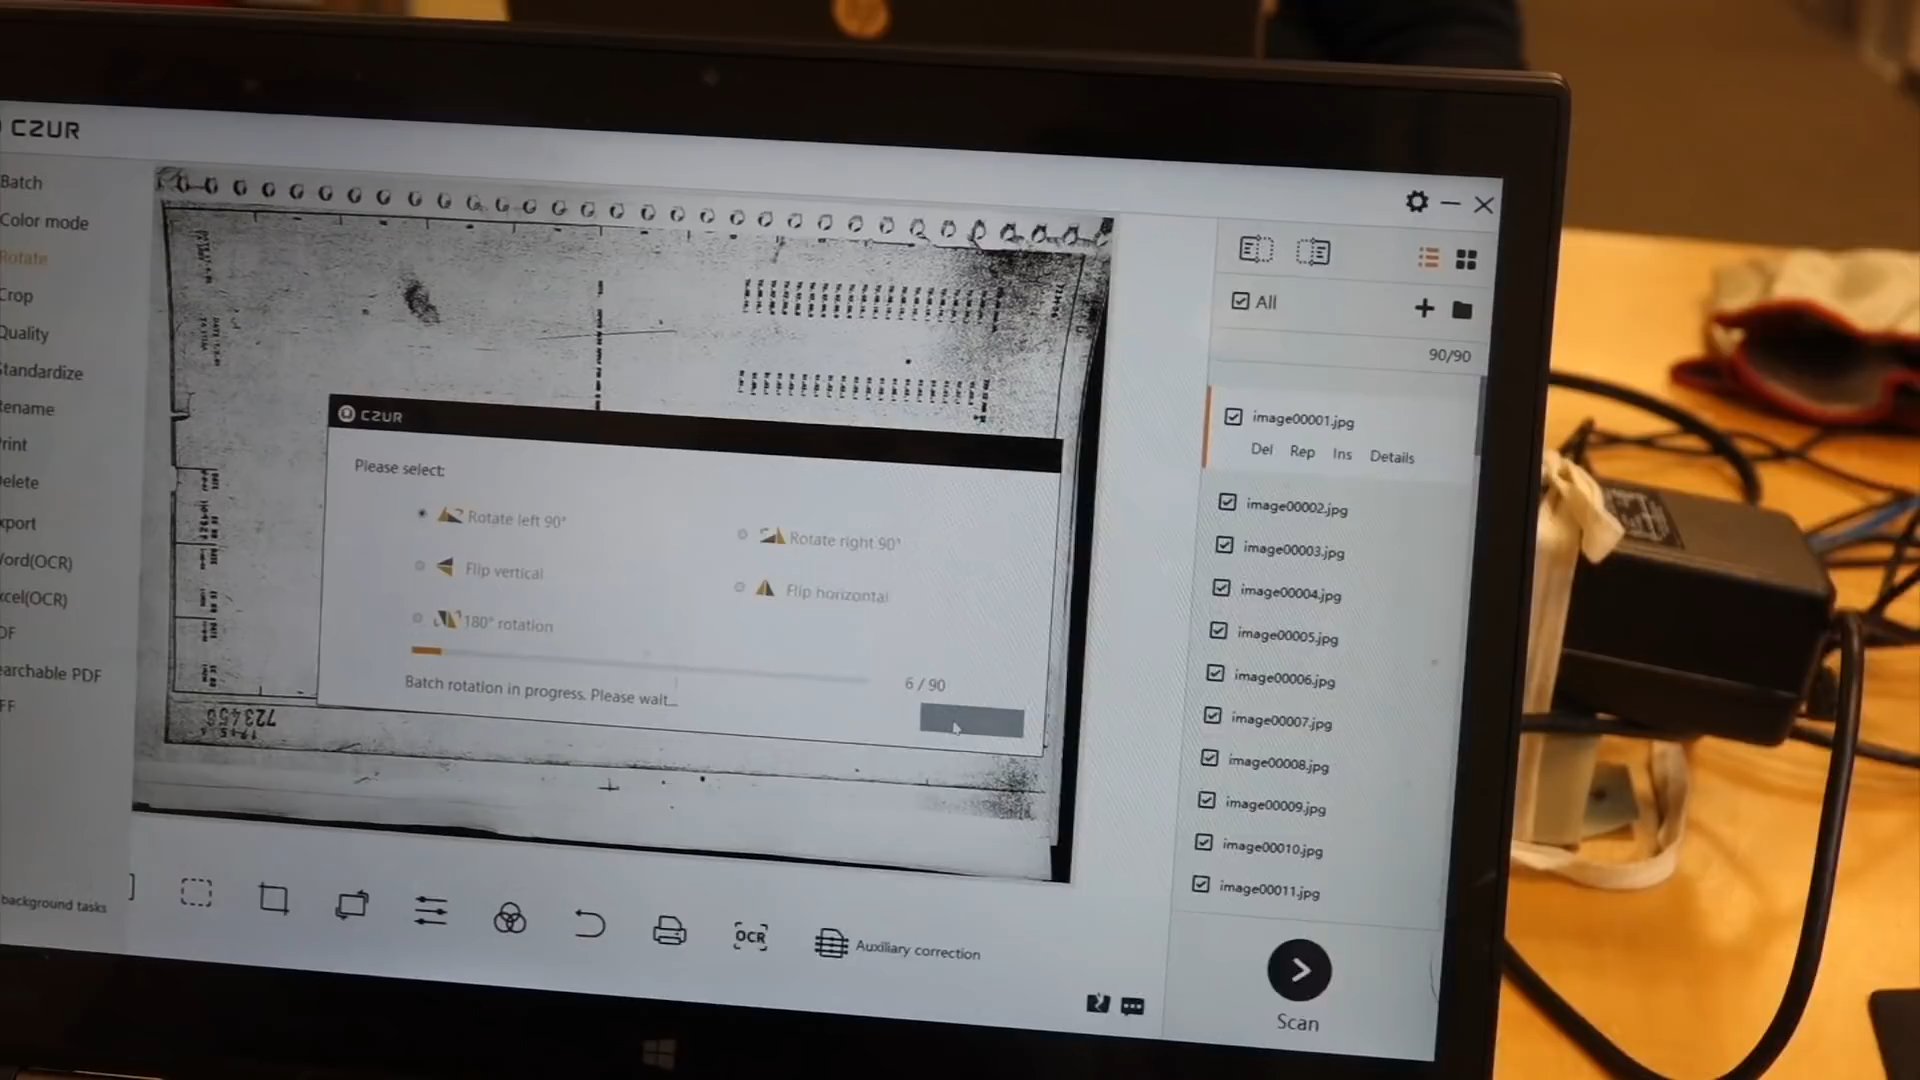 CZUR
Batch
Color mode
Rotate
Crop
Quality
Standardize
ename
rint
elete
xport
ord(OCR)
xcel(OCR)
DF
earchable PDF
FF
background tasks
CZUR
Please select:
Rotate left 90°
Rotate right 90°
Flip vertical
Flip horizontal
180° rotation
6 / 90
Batch rotation in progress. Please wait...
723456
OCR
Auxiliary correction
All
90/90
image00001.jpg
Del Rep Ins Details
image00002.jpg
image00003.jpg
image00004.jpg
image00005.jpg
image00006.jpg
image00007.jpg
image00008.jpg
image00009.jpg
image00010.jpg
image00011.jpg
Scan
hp